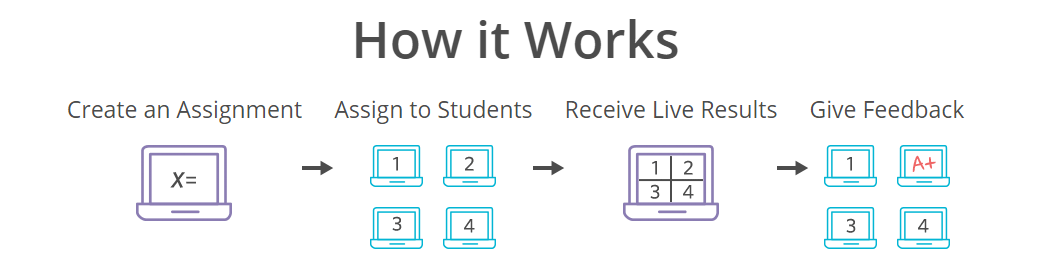 How it Works
Create an Assignment
Assign to Students
Receive Live Results
Give Feedback
X=
1 2
3 4
1 2
3 4
1 A+
3 4